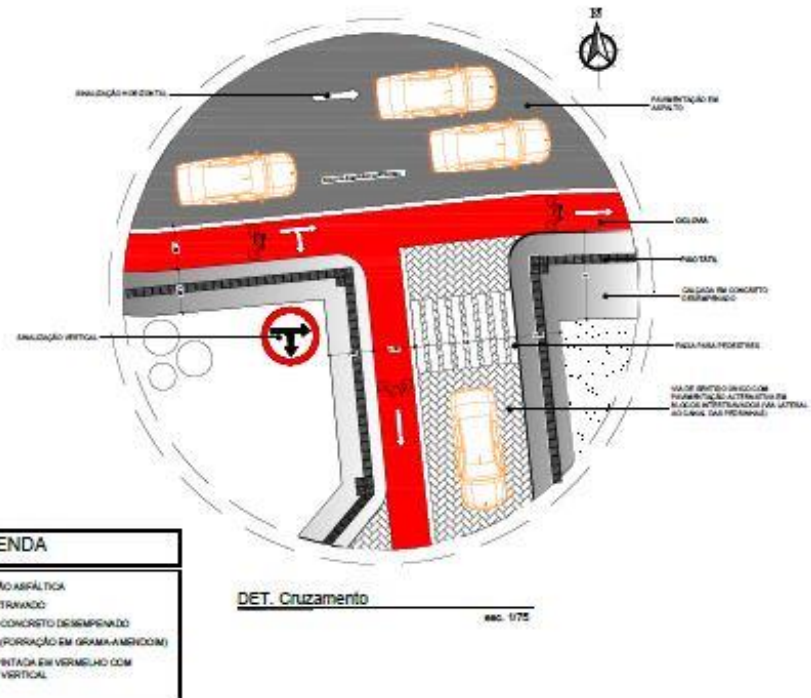 N
SINALIZAÇÃO HORIZONTAL
PAVIMENTAÇÃO EM
ASFALTO
CICLOVIA
PISO TÁTIL
CALÇADA EM CONCRETO
DESEMPENADO
SINALIZAÇÃO VERTICAL
FAIXA PARA PEDESTRES
VIA DE SENTIDO ÚNICO COM
PAVIMENTAÇÃO ALTERNATIVA EM
BLOCOS INTERTRAVADOS (VIA LATERAL
AO CANAL DAS PEDRINHAS)
ENDA
ÃO ASFÁLTICA
TRAVADO
CONCRETO DESEMPENADO
(FORRAÇÃO EM GRAMA-AMENDOIM)
INTADA EM VERMELHO COM
VERTICAL
DET. Cruzamento
esc. 1/75